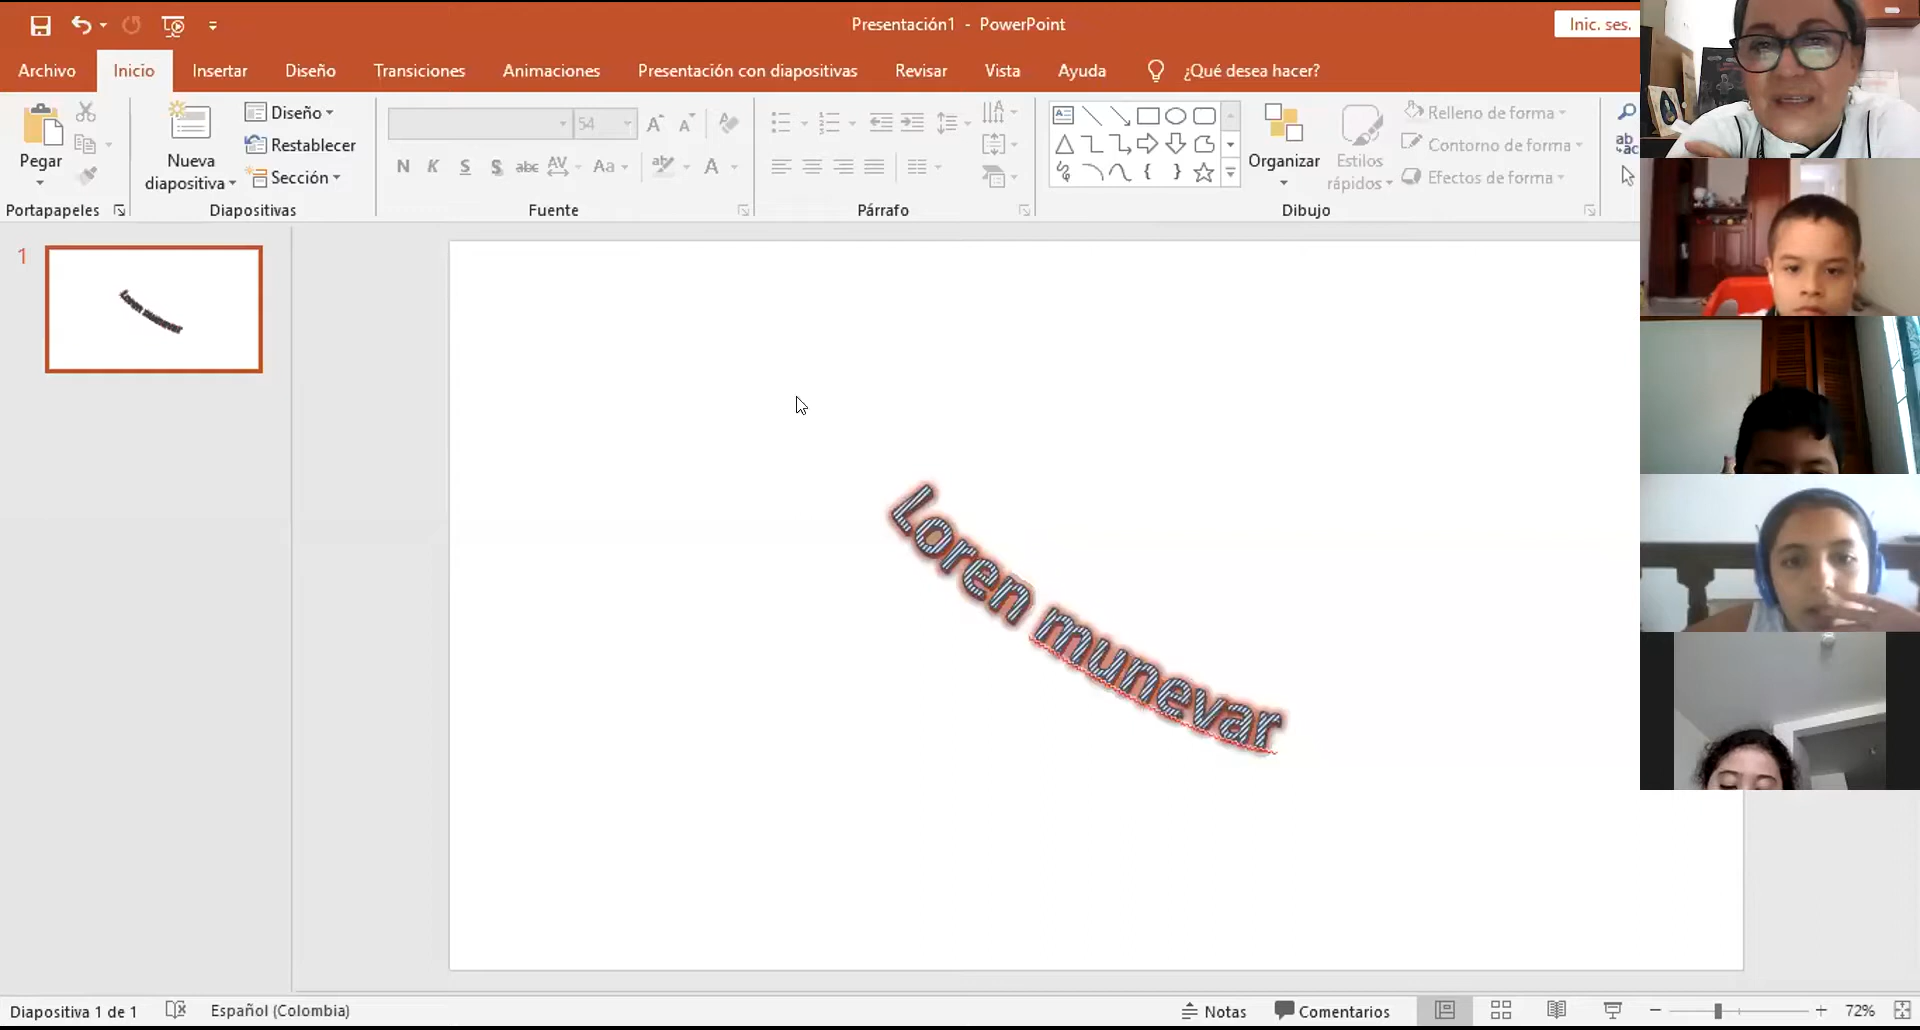 Presentación1 - PowerPoint
Inic. ses.
Archivo Inicio Insertar Diseño Transiciones Animaciones Presentación con diapositivas Revisar Vista Ayuda ¿Qué desea hacer?
Pegar
Nueva diapositiva
Diseño
Restablecer
Sección
54
N K S S abc AV Aa A
Organizar
Estilos rápidos
Relleno de forma
Contorno de forma
Efectos de forma
Portapapeles Diapositivas Fuente Párrafo Dibujo
1
Loren munevar
Diapositiva 1 de 1 Español (Colombia) Notas Comentarios 72%